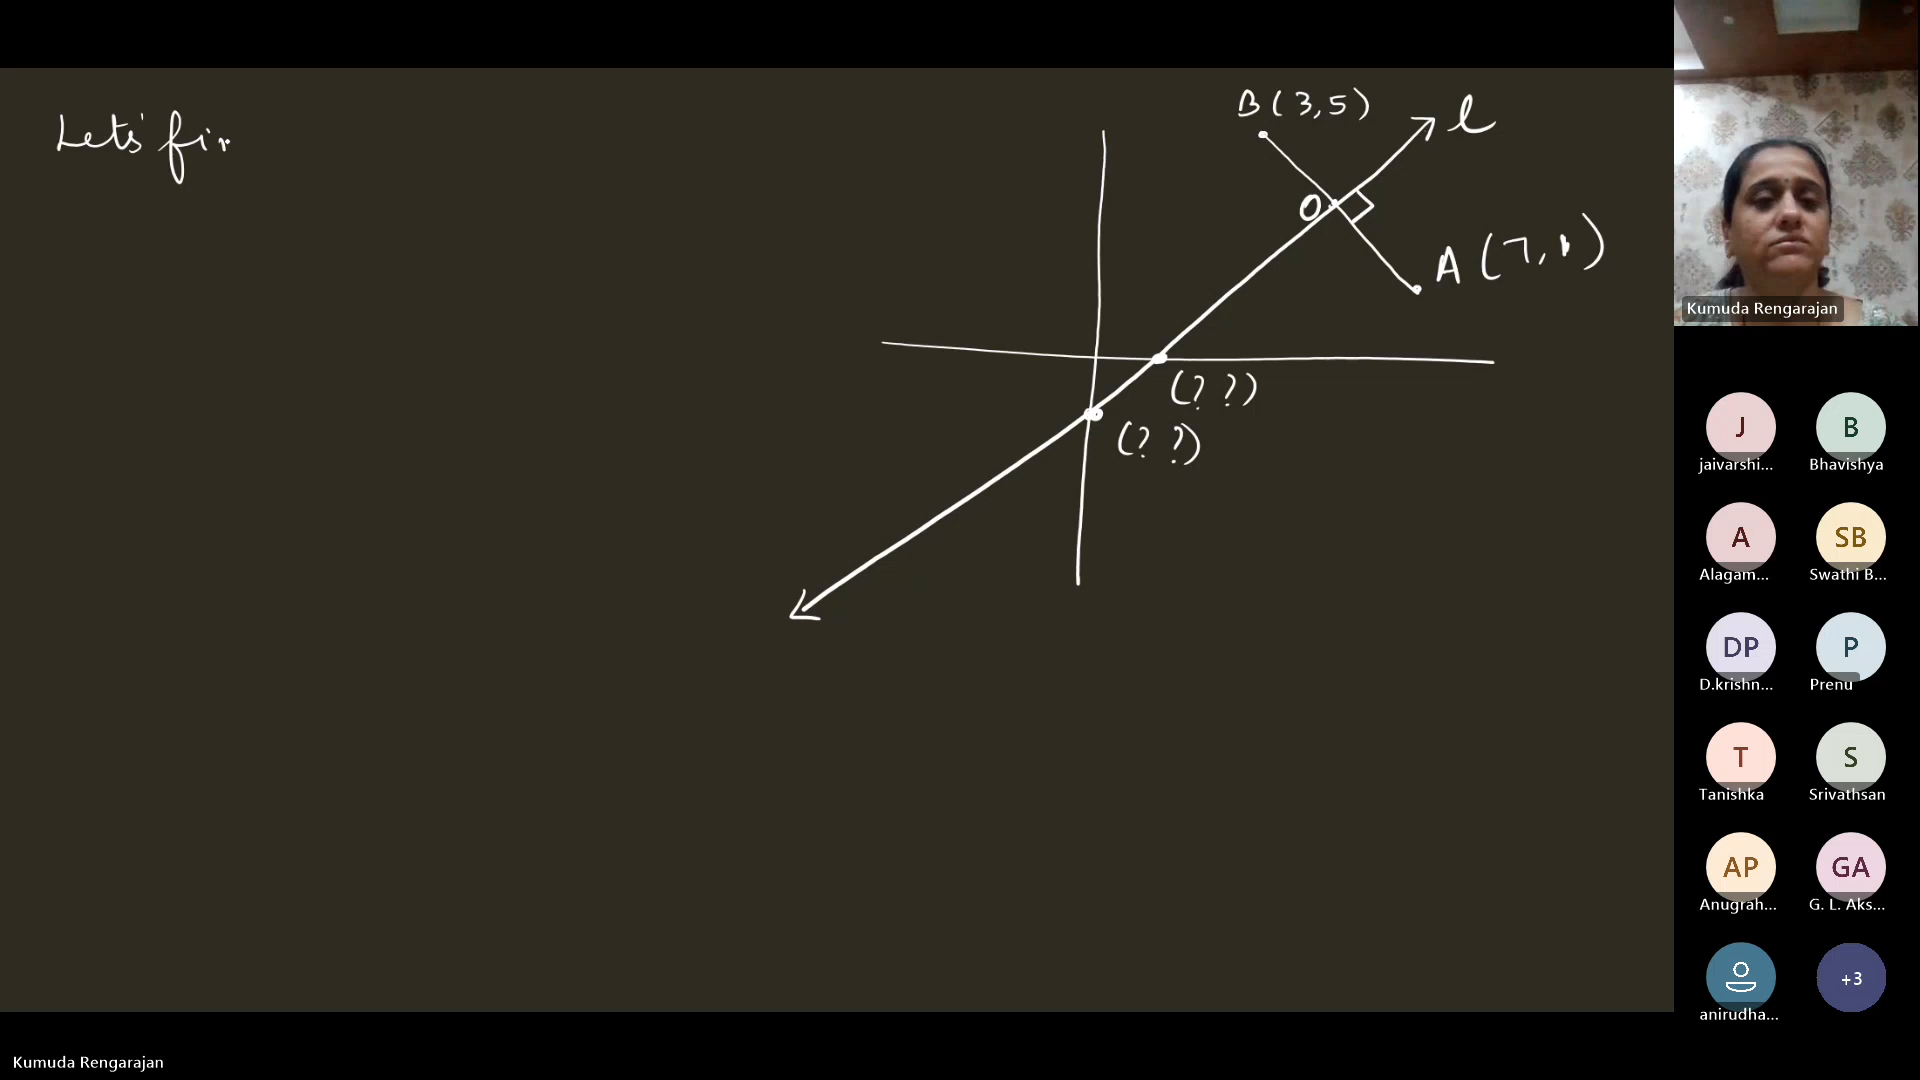 Lets' fin
B (3,5)
l
O
A (7,1)
(? ?)
(? ?)
Kumuda Rengarajan
J
jaivarshi...
B
Bhavishya
A
Alagam...
SB
Swathi B...
DP
D.krishn...
P
Prenu
T
Tanishka
S
Srivathsan
AP
Anugrah...
GA
G. L. Aks...
anirudha...
+3
Kumuda Rengarajan